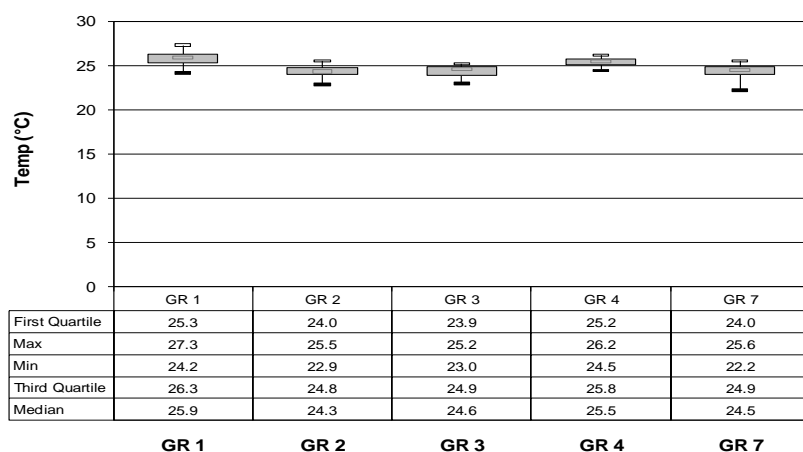 30
25
20
15
10
5
0
Temp (°C)
GR 1 GR 2 GR 3 GR 4 GR 7
First Quartile 25.3 24.0 23.9 25.2 24.0
Max 27.3 25.5 25.2 26.2 25.6
Min 24.2 22.9 23.0 24.5 22.2
Third Quartile 26.3 24.8 24.9 25.8 24.9
Median 25.9 24.3 24.6 25.5 24.5
GR 1 GR 2 GR 3 GR 4 GR 7